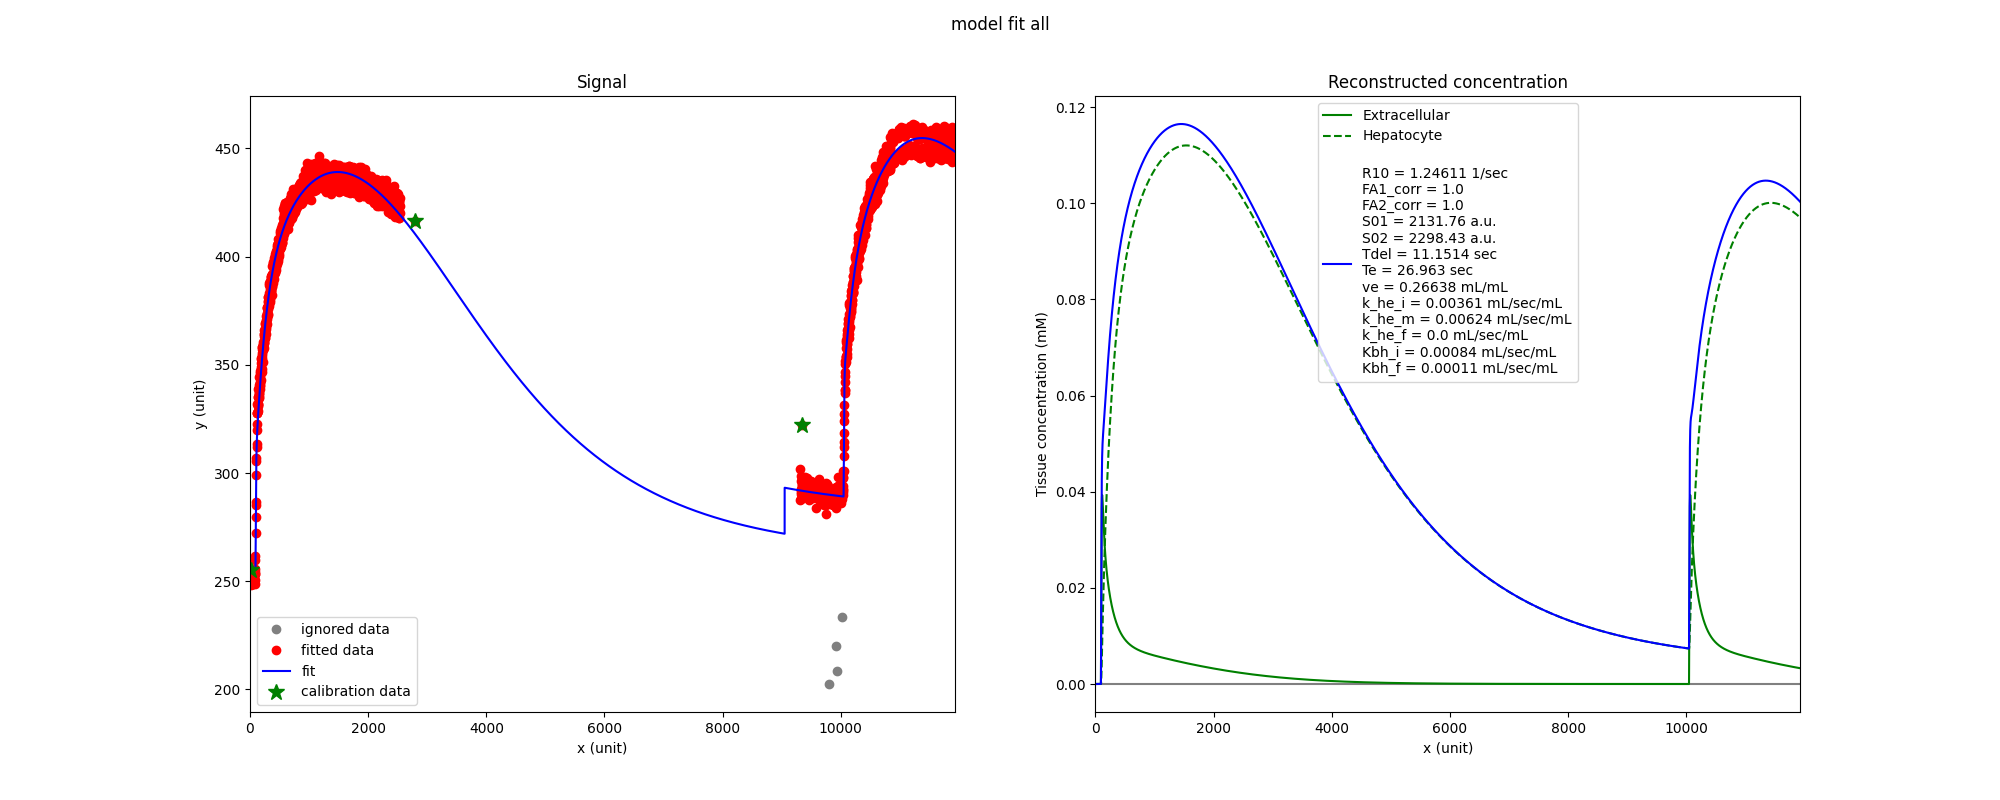 model fit all
Signal
y (unit)
450
400
350
300
250
200
ignored data
fitted data
fit
calibration data
0 2000 4000 6000 8000 10000
x (unit)
Reconstructed concentration
Tissue concentration (mM)
0.12
0.10
0.08
0.06
0.04
0.02
0.00
Extracellular
Hepatocyte
R10 = 1.24611 1/sec
FA1_corr = 1.0
FA2_corr = 1.0
S01 = 2131.76 a.u.
S02 = 2298.43 a.u.
Tdel = 11.1514 sec
Te = 26.963 sec
ve = 0.26638 mL/mL
k_he_i = 0.00361 mL/sec/mL
k_he_m = 0.00624 mL/sec/mL
k_he_f = 0.0 mL/sec/mL
Kbh_i = 0.00084 mL/sec/mL
Kbh_f = 0.00011 mL/sec/mL
0 2000 4000 6000 8000 10000
x (unit)